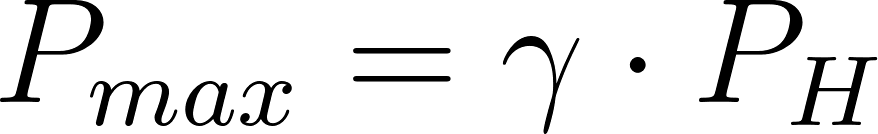 P_{max} = γ · P_H